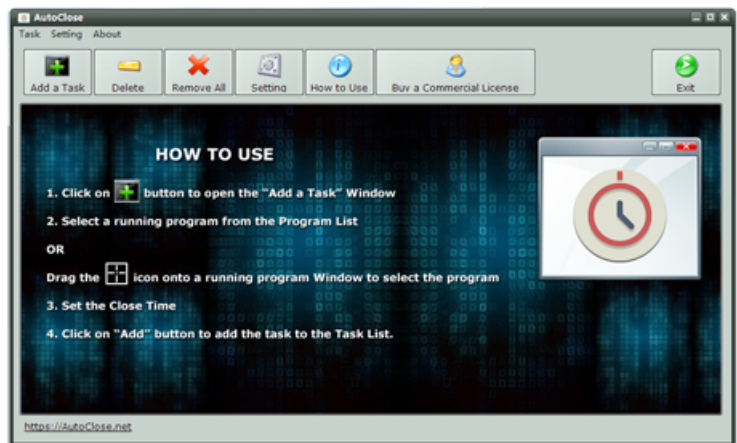 AutoClose
Task Setting About
Add a Task Delete Remove All Setting How to Use Buy a Commercial License Exit
HOW TO USE
1. Click on button to open the "Add a Task" Window
2. Select a running program from the Program List
OR
Drag the icon onto a running program Window to select the program
3. Set the Close Time
4. Click on "Add" button to add the task to the Task List.
https://AutoClose.net